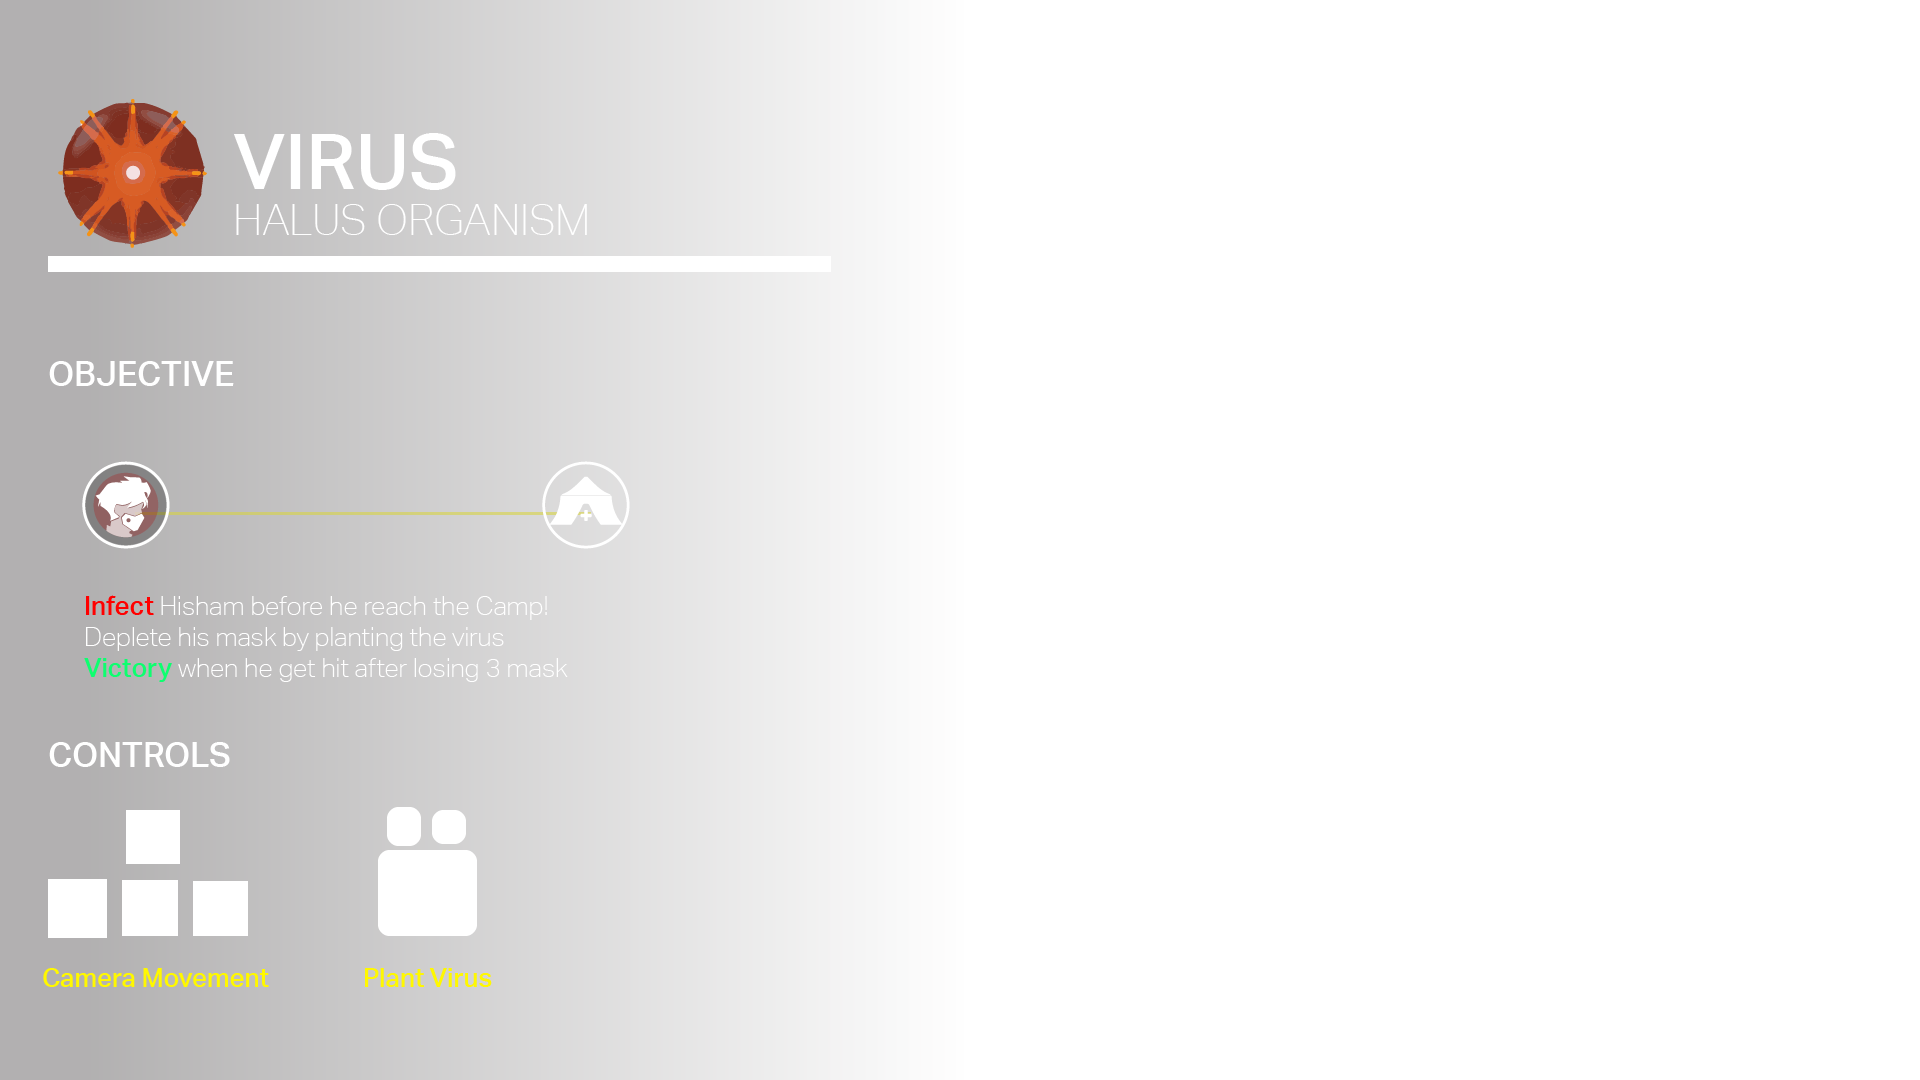 VIRUS
HALUS ORGANISM
OBJECTIVE
Infect Hisham before he reach the Camp!
Deplete his mask by planting the virus
Victory when he get hit after losing 3 mask
CONTROLS
Camera Movement
Plant Virus